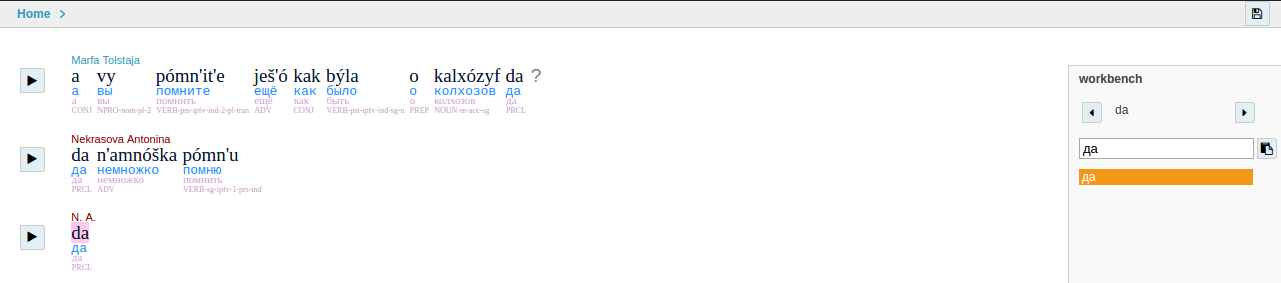 Home >
Marfa Tolstaja
a vy pómn'it'e ješ'ó kak býla o kalxózyf da ?
а вы помните ещё как было о колхозов да
а вы помнить ещё как быть о колхозов да
CONJ NPRO-nom-pl-2 VERB-prs-ipfv-ind-2-pl-tran ADV CONJ VERB-pst-ipfv-ind-sg-n PREP NOUN-m-acc-sg PRCL
Nekrasova Antonina
da n'amnóška pómn'u
да немножко помню
да немножко помнить
PRCL ADV VERB-sg-ipfv-1-prs-ind
N. A.
da
да
да
PRCL
workbench
da
да
да